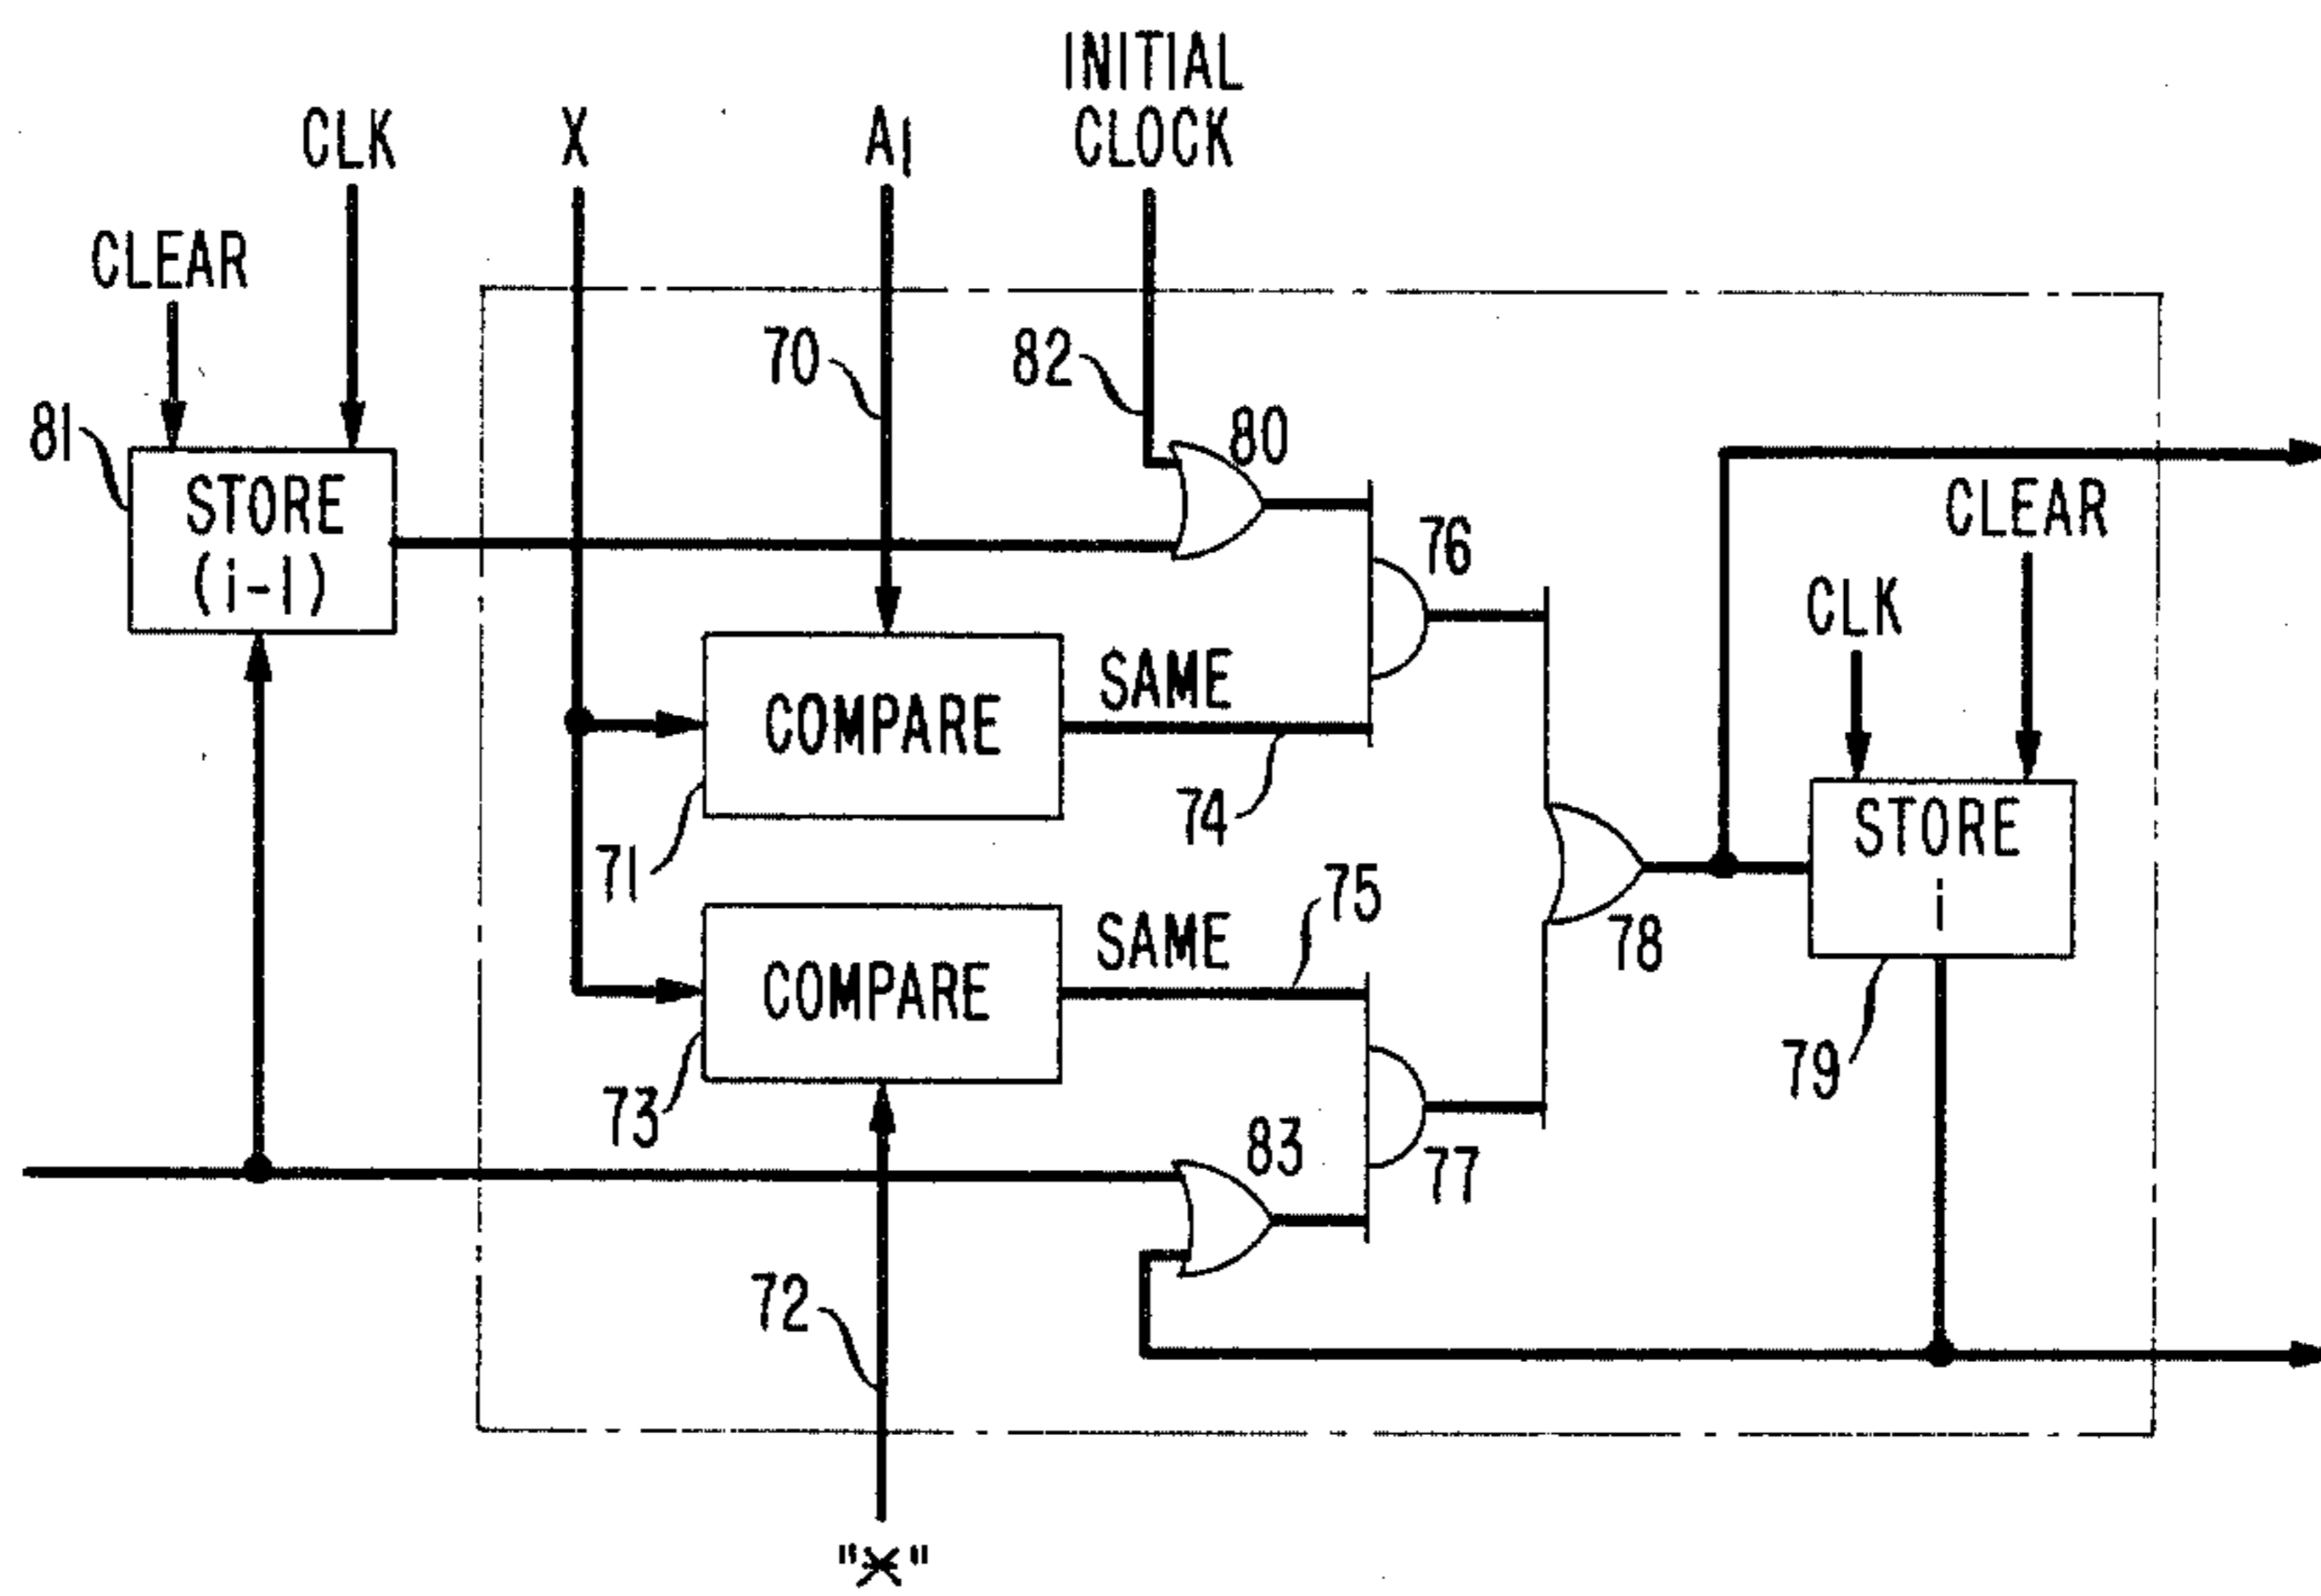 INITIAL
CLOCK
CLK
X
A1
CLEAR
70
82
80
81
STORE
(i-1)
76
CLEAR
CLK
SAME
COMPARE
74
71
STORE
i
75
SAME
78
COMPARE
79
73
83
77
72
"*"